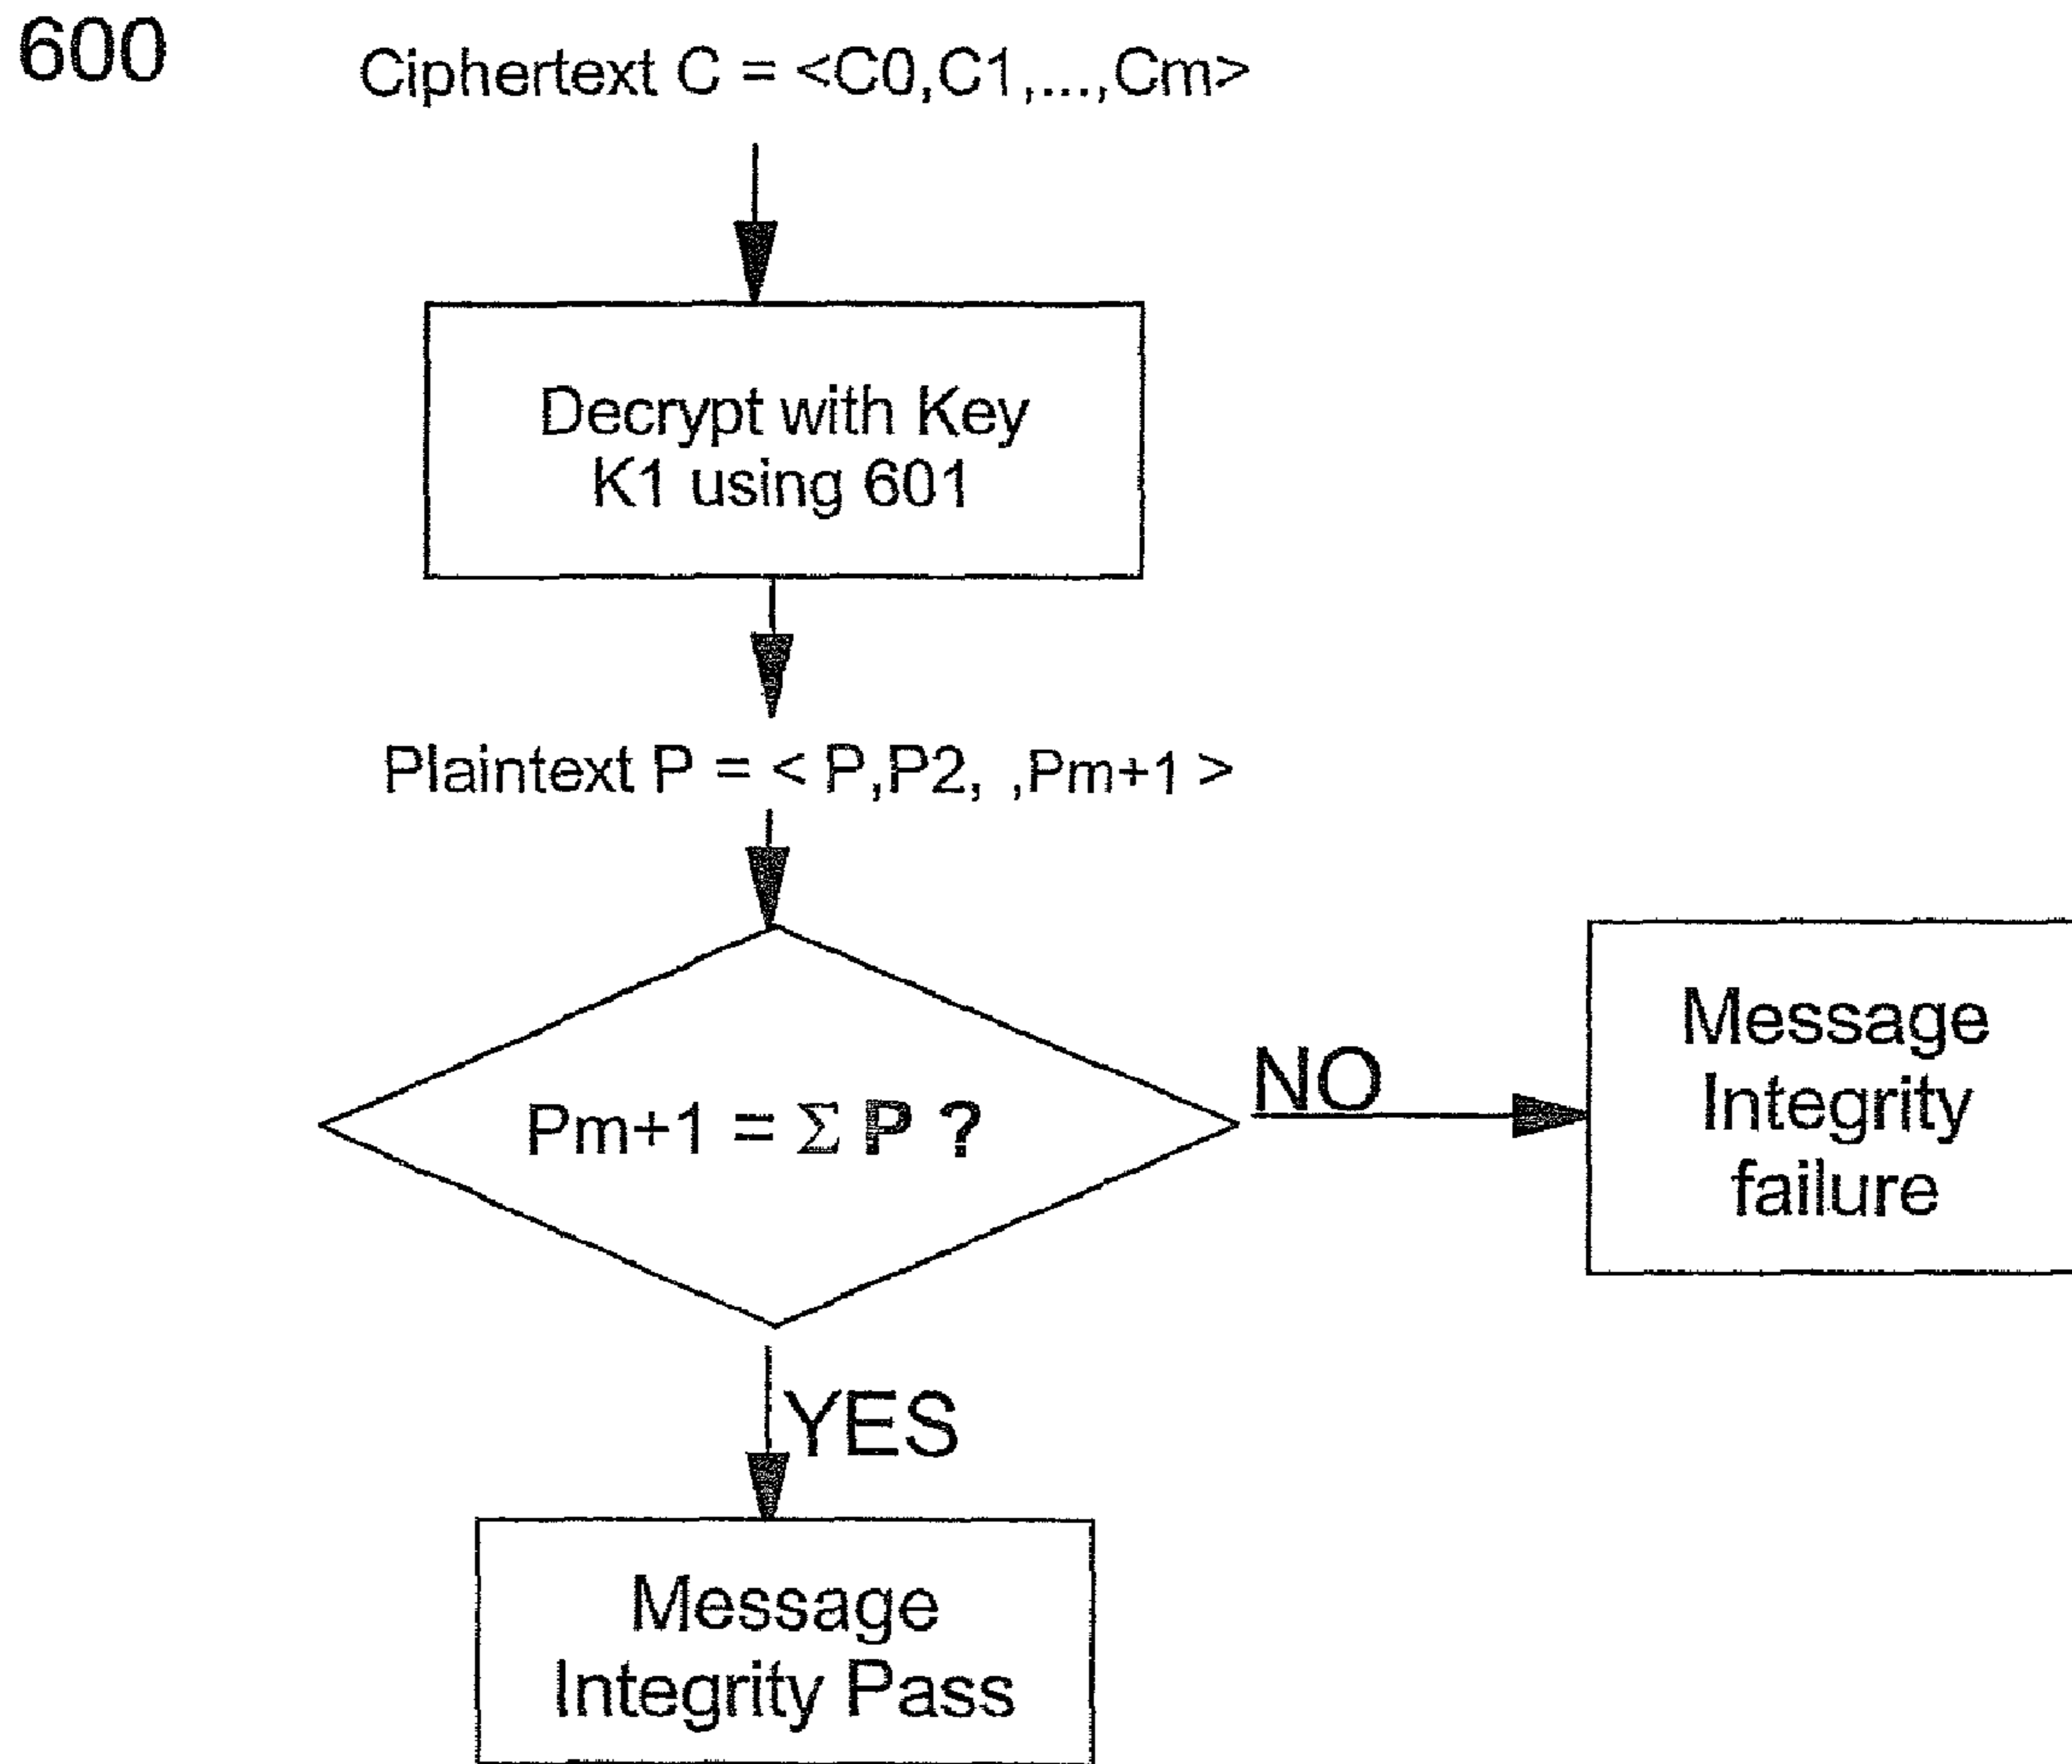 600
Ciphertext C = <C0,C1,...,Cm>
Decrypt with Key
K1 using 601
Plaintext P = < P,P2, ,Pm+1 >
Pm+1 = Σ P ?
NO
Message
Integrity
failure
YES
Message
Integrity Pass